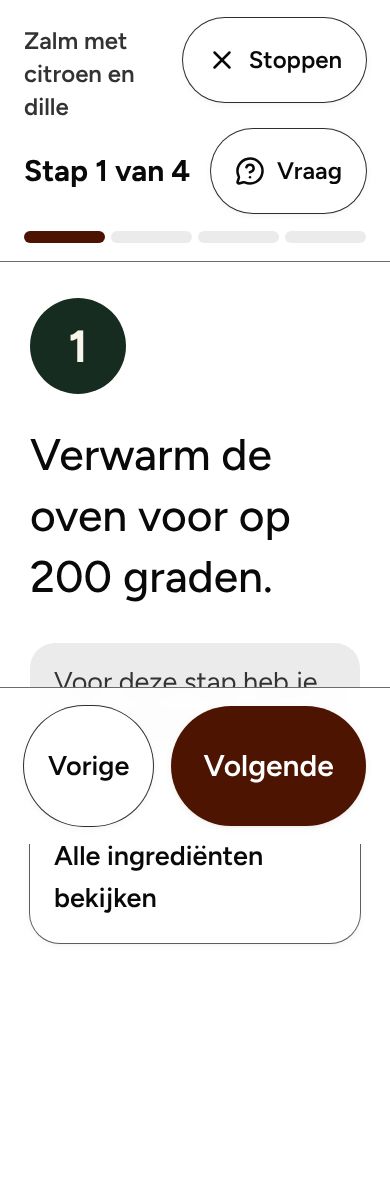 Zalm met
citroen en
dille
Stoppen
Stap 1 van 4
Vraag
1
Verwarm de
oven voor op
200 graden.
Voor deze stap heb je
Vorige
Volgende
Alle ingrediënten
bekijken